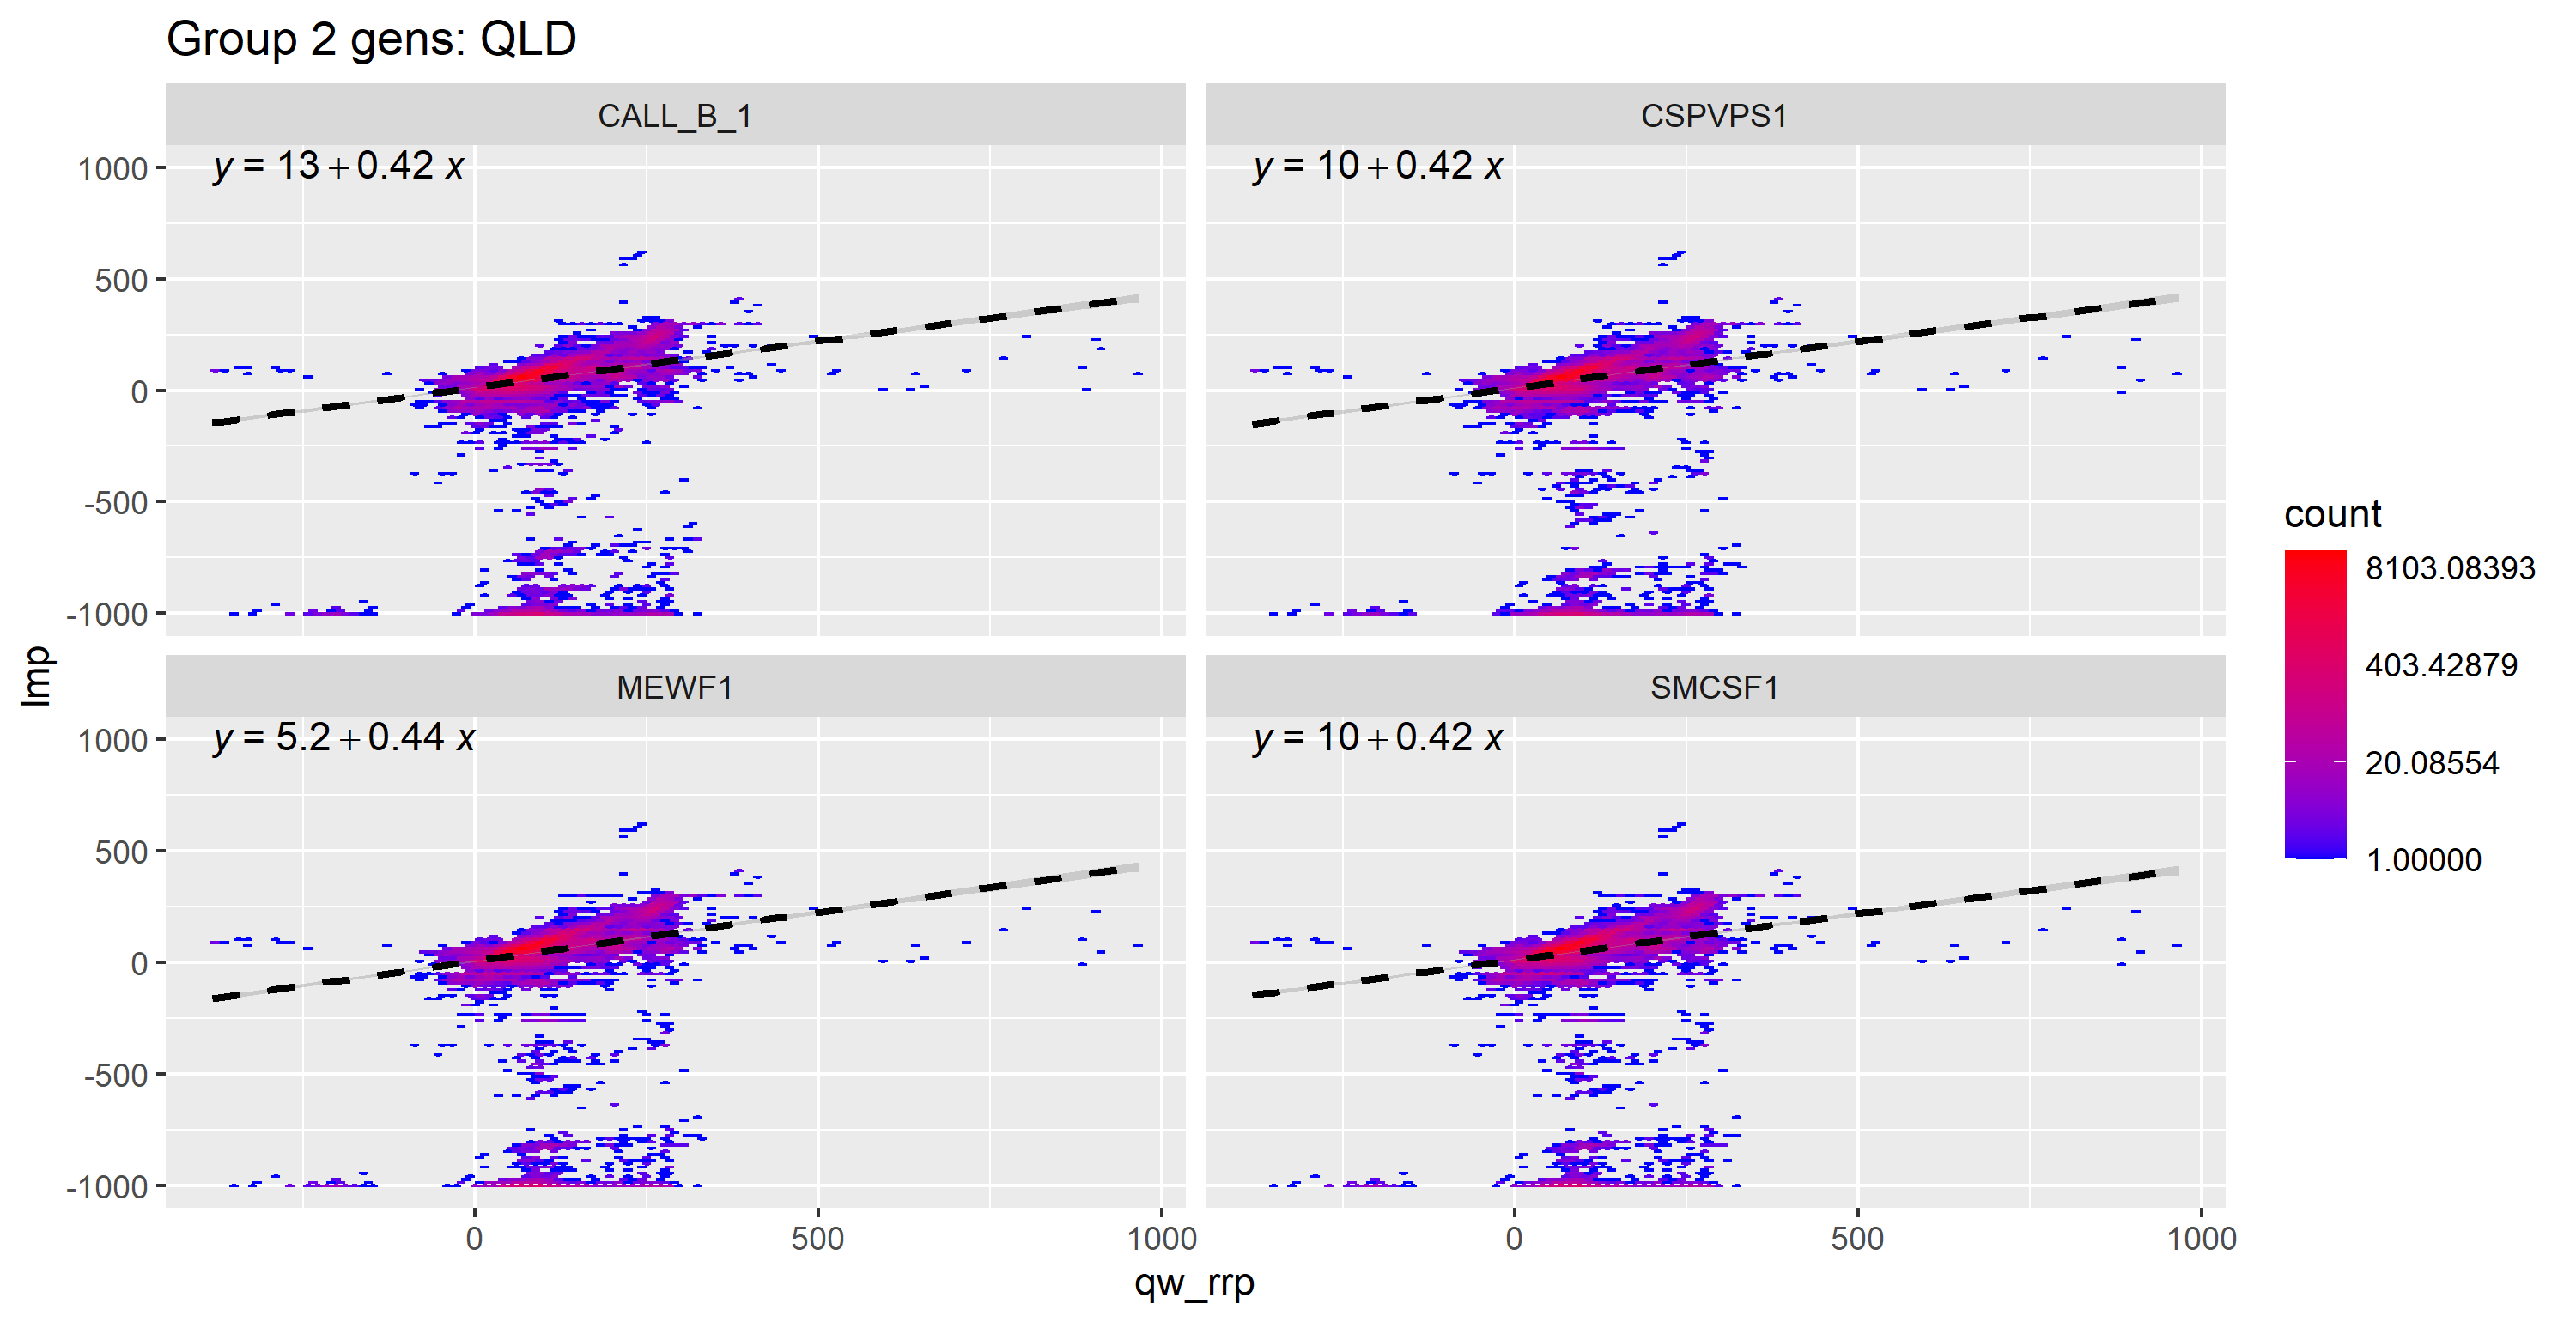 Group 2 gens: QLD
CALL_B_1
CSPVPS1
y = 13 + 0.42 x
y = 10 + 0.42 x
1000
500
0
-500
-1000
MEWF1
SMCSF1
y = 5.2 + 0.44 x
y = 10 + 0.42 x
1000
500
0
-500
-1000
0 500 1000
0 500 1000
qw_rrp
lmp
count
8103.08393
403.42879
20.08554
1.00000